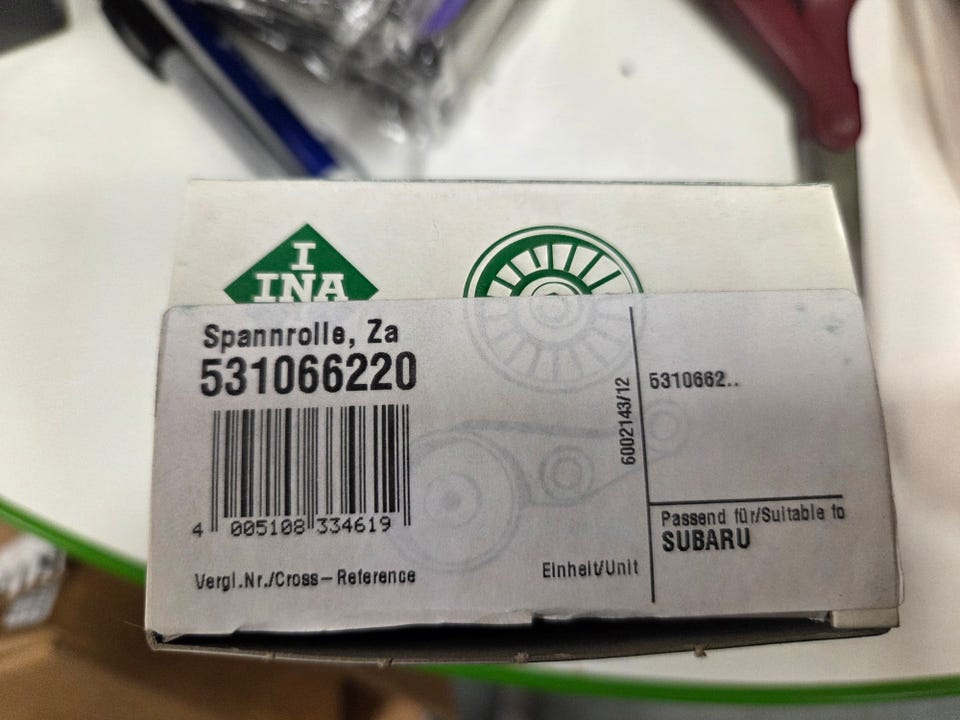 I
INA
Spannrolle, Za
531066220
4 005108 334619
Vergl.Nr./Cross-Reference
Einheit/Unit
6002143/12
5310662..
Passend für/Suitable to
SUBARU